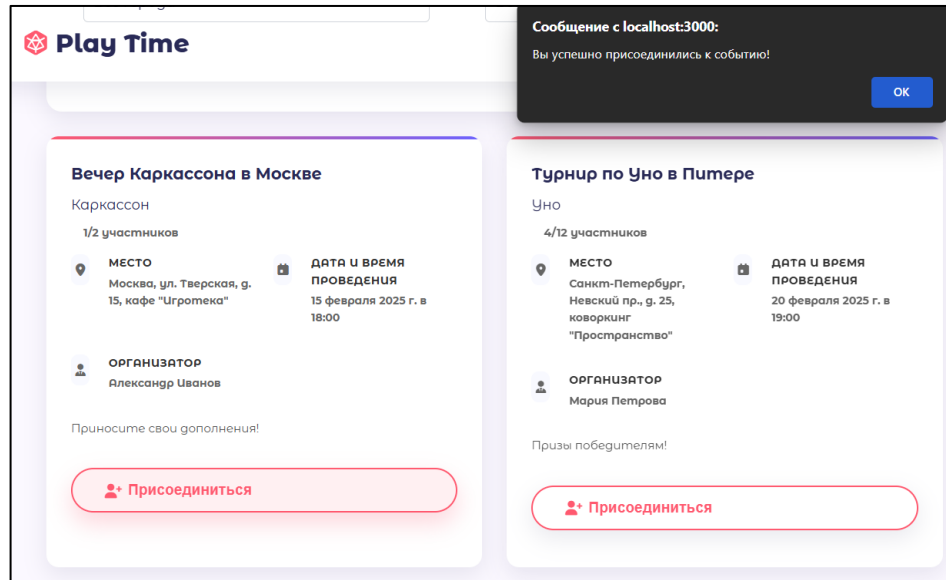 Play Time
Сообщение с localhost:3000:
Вы успешно присоединились к событию!
ОК
Вечер Каркассона в Москве
Каркассон
1/2 участников
МЕСТО
Москва, ул. Тверская, д.
15, кафе "Игротека"
ДАТА И ВРЕМЯ
ПРОВЕДЕНИЯ
15 февраля 2025 г. в
18:00
ОРГАНИЗАТОР
Александр Иванов
Приносите свои дополнения!
Присоединиться
Турнир по Уно в Питере
Уно
4/12 участников
МЕСТО
Санкт-Петербург,
Невский пр., д. 25,
коворкинг
"Пространство"
ДАТА И ВРЕМЯ
ПРОВЕДЕНИЯ
20 февраля 2025 г. в
19:00
ОРГАНИЗАТОР
Мария Петрова
Призы победителям!
Присоединиться